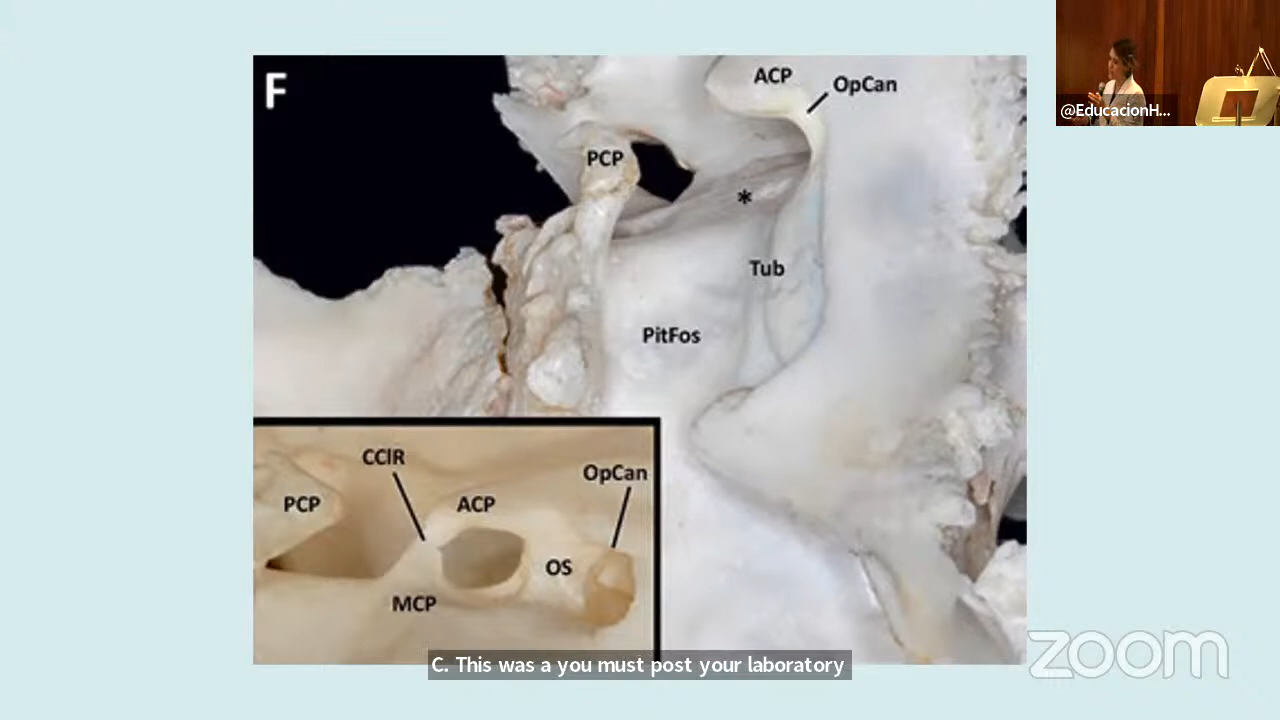 F
ACP
OpCan
PCP
*
Tub
PitFos
CClR
OpCan
PCP
ACP
OS
MCP
@EducacionH...
C. This was a you must post your laboratory
zoom